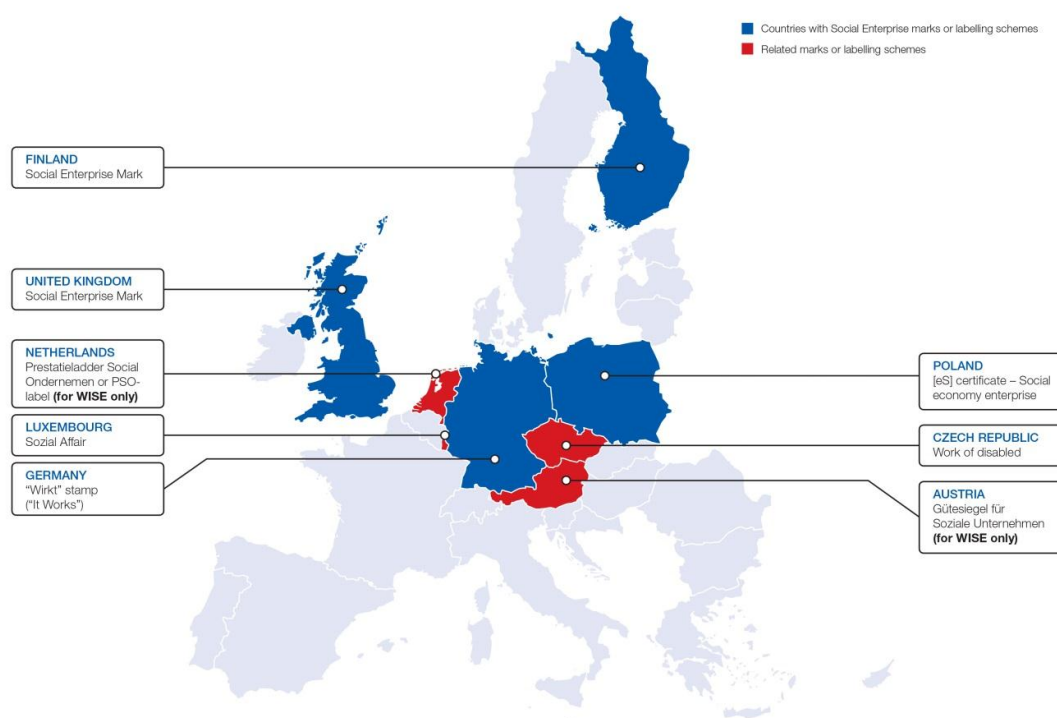 Countries with Social Enterprise marks or labelling schemes
Related marks or labelling schemes
FINLAND
Social Enterprise Mark
UNITED KINGDOM
Social Enterprise Mark
NETHERLANDS
Prestatieladder Social
Ondernemen or PSO-
label (for WISE only)
LUXEMBOURG
Sozial Affair
GERMANY
“Wirkt” stamp
(“It Works”)
POLAND
[eS] certificate – Social
economy enterprise
CZECH REPUBLIC
Work of disabled
AUSTRIA
Gütesiegel für
Soziale Unternehmen
(for WISE only)